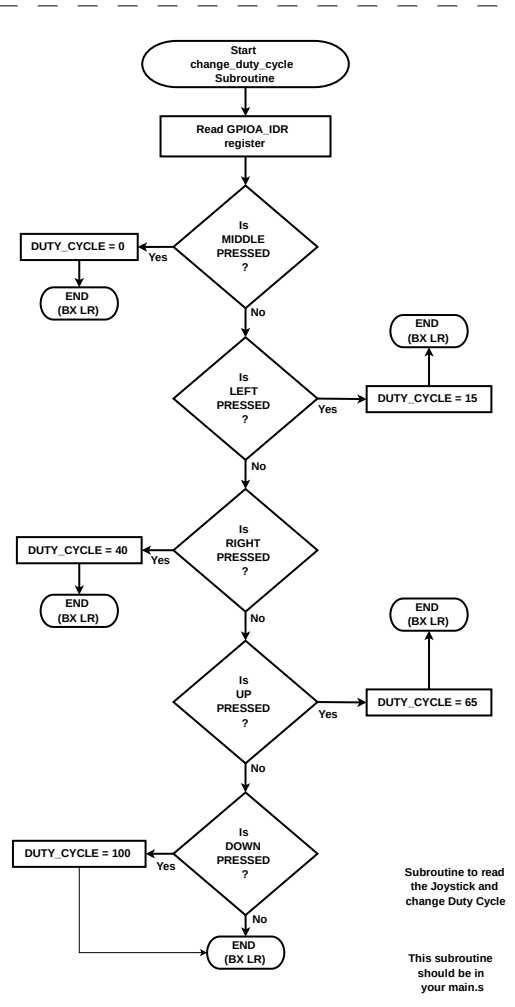 Start
change_duty_cycle
Subroutine
Read GPIOA_IDR
register
Is
MIDDLE
PRESSED
?
Yes
DUTY_CYCLE = 0
END
(BX LR)
No
Is
LEFT
PRESSED
?
Yes
DUTY_CYCLE = 15
END
(BX LR)
No
Is
RIGHT
PRESSED
?
Yes
DUTY_CYCLE = 40
END
(BX LR)
No
Is
UP
PRESSED
?
Yes
DUTY_CYCLE = 65
END
(BX LR)
No
Is
DOWN
PRESSED
?
Yes
DUTY_CYCLE = 100
No
END
(BX LR)
Subroutine to read
the Joystick and
change Duty Cycle
This subroutine
should be in
your main.s